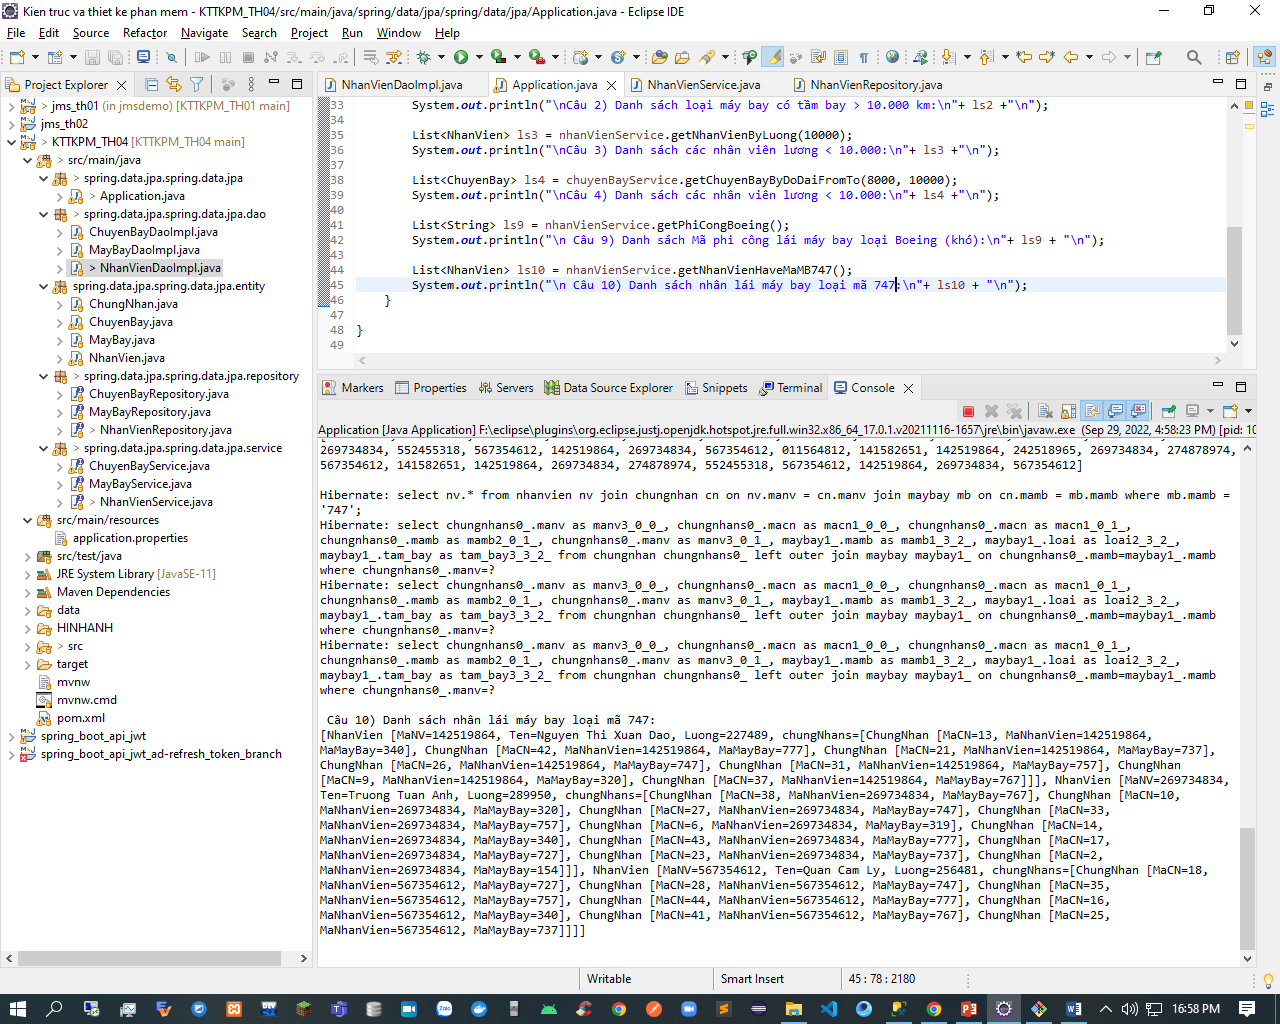 Kien truc va thiet ke phan mem - KTTKPM_TH04/src/main/java/spring/data/jpa/spring/data/jpa/Application.java - Eclipse IDE
File Edit Source Refactor Navigate Search Project Run Window Help
Project Explorer
> jms_th01 (in jmsdemo) [KTTKPM_TH01 main]
jms_th02
> KTTKPM_TH04 [KTTKPM_TH04 main]
> src/main/java
> spring.data.jpa.spring.data.jpa
> Application.java
> spring.data.jpa.spring.data.jpa.dao
ChuyenBayDaoImpl.java
MayBayDaoImpl.java
> NhanVienDaoImpl.java
spring.data.jpa.spring.data.jpa.entity
ChungNhan.java
ChuyenBay.java
MayBay.java
NhanVien.java
> spring.data.jpa.spring.data.jpa.repository
ChuyenBayRepository.java
MayBayRepository.java
> NhanVienRepository.java
> spring.data.jpa.spring.data.jpa.service
ChuyenBayService.java
MayBayService.java
> NhanVienService.java
src/main/resources
application.properties
src/test/java
JRE System Library [JavaSE-11]
Maven Dependencies
data
HINHANH
> src
target
mvnw
mvnw.cmd
pom.xml
spring_boot_api_jwt
spring_boot_api_jwt_ad-refresh_token_branch
NhanVienDaoImpl.java Application.java NhanVienService.java NhanVienRepository.java
33 System.out.println("\nCâu 2) Danh sách loại máy bay có tầm bay > 10.000 km:\n"+ ls2 +"\n");
34
35 List<NhanVien> ls3 = nhanVienService.getNhanVienByLuong(10000);
36 System.out.println("\nCâu 3) Danh sách các nhân viên lương < 10.000:\n"+ ls3 +"\n");
37
38 List<ChuyenBay> ls4 = chuyenBayService.getChuyenBayByDoDaiFromTo(8000, 10000);
39 System.out.println("\nCâu 4) Danh sách các nhân viên lương < 10.000:\n"+ ls4 +"\n");
40
41 List<String> ls9 = nhanVienService.getPhiCongBoeing();
42 System.out.println("\n Câu 9) Danh sách Mã phi công lái máy bay loại Boeing (khó):\n"+ ls9 + "\n");
43
44 List<NhanVien> ls10 = nhanVienService.getNhanVienHaveMaMB747();
45 System.out.println("\n Câu 10) Danh sách nhân lái máy bay loại mã 747:\n"+ ls10 + "\n");
46 }
47
48 }
49
Markers Properties Servers Data Source Explorer Snippets Terminal Console
Application [Java Application] F:\eclipse\plugins\org.eclipse.justj.openjdk.hotspot.jre.full.win32.x86_64_17.0.1.v20211116-1657\jre\bin\javaw.exe (Sep 29, 2022, 4:58:23 PM) [pid: 10
269734834, 552455318, 567354612, 142519864, 269734834, 567354612, 011564812, 141582651, 142519864, 242518965, 269734834, 274878974,
567354612, 141582651, 142519864, 269734834, 274878974, 552455318, 567354612, 142519864, 269734834, 567354612]
Hibernate: select nv.* from nhanvien nv join chungnhan cn on nv.manv = cn.manv join maybay mb on cn.mamb = mb.mamb where mb.mamb =
'747';
Hibernate: select chungnhans0_.manv as manv3_0_0_, chungnhans0_.macn as macn1_0_0_, chungnhans0_.macn as macn1_0_1_,
chungnhans0_.mamb as mamb2_0_1_, chungnhans0_.manv as manv3_0_1_, maybay1_.mamb as mamb1_3_2_, maybay1_.loai as loai2_3_2_,
maybay1_.tam_bay as tam_bay3_3_2_ from chungnhan chungnhans0_ left outer join maybay maybay1_ on chungnhans0_.mamb=maybay1_.mamb
where chungnhans0_.manv=?
Hibernate: select chungnhans0_.manv as manv3_0_0_, chungnhans0_.macn as macn1_0_0_, chungnhans0_.macn as macn1_0_1_,
chungnhans0_.mamb as mamb2_0_1_, chungnhans0_.manv as manv3_0_1_, maybay1_.mamb as mamb1_3_2_, maybay1_.loai as loai2_3_2_,
maybay1_.tam_bay as tam_bay3_3_2_ from chungnhan chungnhans0_ left outer join maybay maybay1_ on chungnhans0_.mamb=maybay1_.mamb
where chungnhans0_.manv=?
Hibernate: select chungnhans0_.manv as manv3_0_0_, chungnhans0_.macn as macn1_0_0_, chungnhans0_.macn as macn1_0_1_,
chungnhans0_.mamb as mamb2_0_1_, chungnhans0_.manv as manv3_0_1_, maybay1_.mamb as mamb1_3_2_, maybay1_.loai as loai2_3_2_,
maybay1_.tam_bay as tam_bay3_3_2_ from chungnhan chungnhans0_ left outer join maybay maybay1_ on chungnhans0_.mamb=maybay1_.mamb
where chungnhans0_.manv=?
Câu 10) Danh sách nhân lái máy bay loại mã 747:
[NhanVien [MaNV=142519864, Ten=Nguyen Thi Xuan Dao, Luong=227489, chungNhans=[ChungNhan [MaCN=13, MaNhanVien=142519864,
MaMayBay=340], ChungNhan [MaCN=42, MaNhanVien=142519864, MaMayBay=777], ChungNhan [MaCN=21, MaNhanVien=142519864, MaMayBay=737],
ChungNhan [MaCN=26, MaNhanVien=142519864, MaMayBay=747], ChungNhan [MaCN=31, MaNhanVien=142519864, MaMayBay=757], ChungNhan
[MaCN=9, MaNhanVien=142519864, MaMayBay=320], ChungNhan [MaCN=37, MaNhanVien=142519864, MaMayBay=767]]], NhanVien [MaNV=269734834,
Ten=Truong Tuan Anh, Luong=289950, chungNhans=[ChungNhan [MaCN=38, MaNhanVien=269734834, MaMayBay=767], ChungNhan [MaCN=10,
MaNhanVien=269734834, MaMayBay=320], ChungNhan [MaCN=27, MaNhanVien=269734834, MaMayBay=747], ChungNhan [MaCN=33,
MaNhanVien=269734834, MaMayBay=757], ChungNhan [MaCN=6, MaNhanVien=269734834, MaMayBay=319], ChungNhan [MaCN=14,
MaNhanVien=269734834, MaMayBay=340], ChungNhan [MaCN=43, MaNhanVien=269734834, MaMayBay=777], ChungNhan [MaCN=17,
MaNhanVien=269734834, MaMayBay=727], ChungNhan [MaCN=23, MaNhanVien=269734834, MaMayBay=737], ChungNhan [MaCN=2,
MaNhanVien=269734834, MaMayBay=154]]], NhanVien [MaNV=567354612, Ten=Quan Cam Ly, Luong=256481, chungNhans=[ChungNhan [MaCN=18,
MaNhanVien=567354612, MaMayBay=727], ChungNhan [MaCN=28, MaNhanVien=567354612, MaMayBay=747], ChungNhan [MaCN=35,
MaNhanVien=567354612, MaMayBay=757], ChungNhan [MaCN=44, MaNhanVien=567354612, MaMayBay=777], ChungNhan [MaCN=16,
MaNhanVien=567354612, MaMayBay=340], ChungNhan [MaCN=41, MaNhanVien=567354612, MaMayBay=767], ChungNhan [MaCN=25,
MaNhanVien=567354612, MaMayBay=737]]]]
Writable Smart Insert 45 : 78 : 2180
16:58 PM